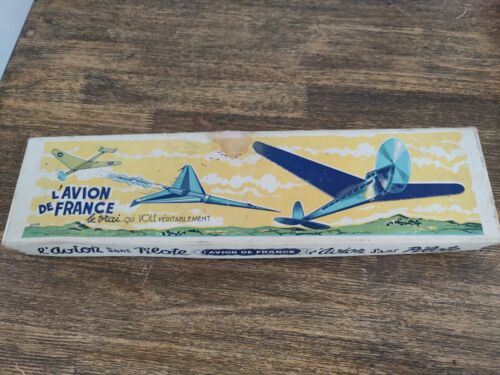 L'AVION
DE FRANCE
le vrai qui VOLE VÉRITABLEMENT
l'avion sans Pilote L'AVION DE FRANCE l'avion sans Pilote